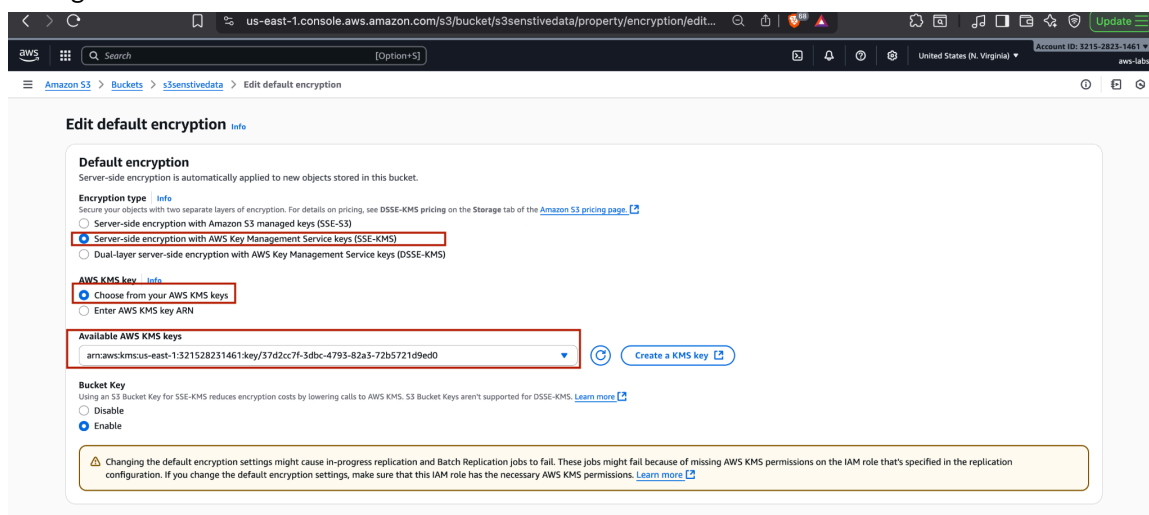 us-east-1.console.aws.amazon.com/s3/bucket/s3senstivedata/property/encryption/edit...
68
Update
aws
Search
[Option+S]
United States (N. Virginia)
Account ID: 3215-2823-1461
aws-labs
Amazon S3 > Buckets > s3senstivedata > Edit default encryption
Edit default encryption Info
Default encryption
Server-side encryption is automatically applied to new objects stored in this bucket.
Encryption type Info
Secure your objects with two separate layers of encryption. For details on pricing, see DSSE-KMS pricing on the Storage tab of the Amazon S3 pricing page.
Server-side encryption with Amazon S3 managed keys (SSE-S3)
Server-side encryption with AWS Key Management Service keys (SSE-KMS)
Dual-layer server-side encryption with AWS Key Management Service keys (DSSE-KMS)
AWS KMS key Info
Choose from your AWS KMS keys
Enter AWS KMS key ARN
Available AWS KMS keys
arn:aws:kms:us-east-1:321528231461:key/37d2cc7f-3dbc-4793-82a3-72b5721d9ed0
Create a KMS key
Bucket Key
Using an S3 Bucket Key for SSE-KMS reduces encryption costs by lowering calls to AWS KMS. S3 Bucket Keys aren't supported for DSSE-KMS. Learn more
Disable
Enable
Changing the default encryption settings might cause in-progress replication and Batch Replication jobs to fail. These jobs might fail because of missing AWS KMS permissions on the IAM role that's specified in the replication
configuration. If you change the default encryption settings, make sure that this IAM role has the necessary AWS KMS permissions. Learn more